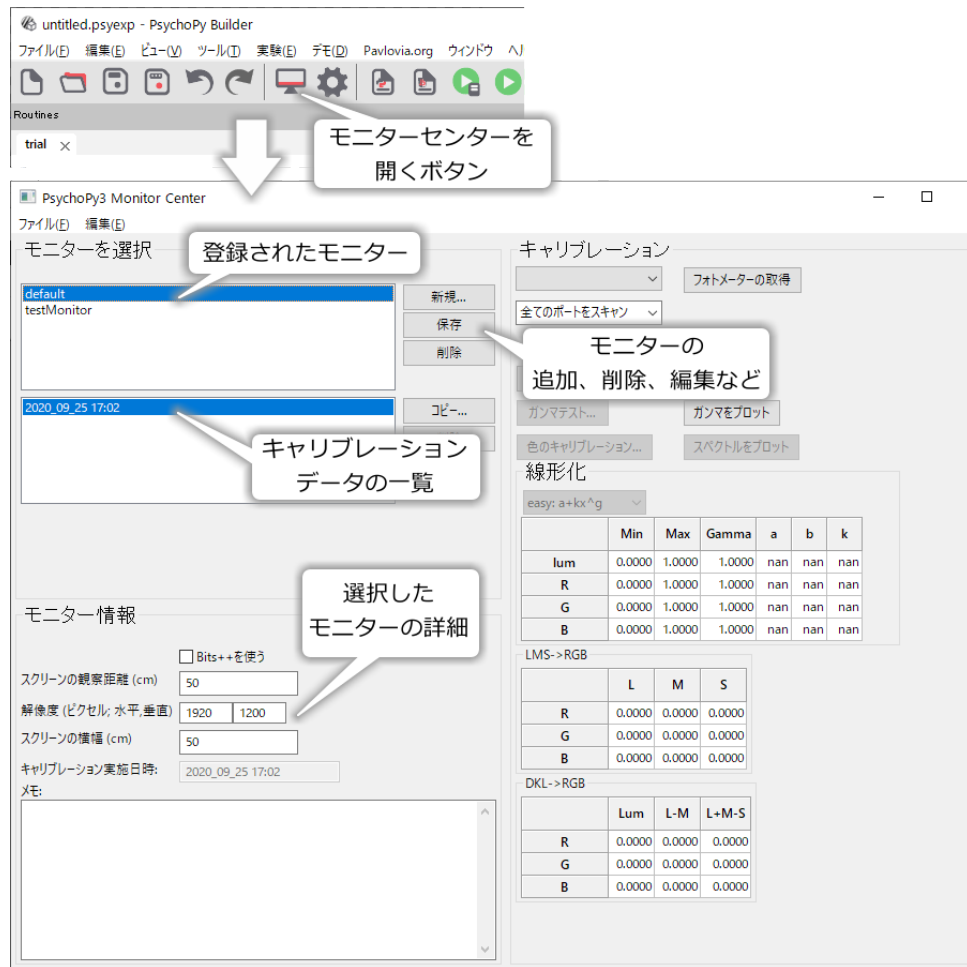 untitled.psyexp - PsychoPy Builder
ファイル(F) 編集(E) ビュー(V) ツール(T) 実験(E) デモ(D) Pavlovia.org ウィンドウ ヘル
Routines
trial ×
モニターセンターを
開くボタン
PsychoPy3 Monitor Center
ファイル(F) 編集(E)
モニターを選択
登録されたモニター
default
testMonitor
新規...
保存
削除
モニターの
追加、削除、編集など
2020_09_25 17:02
コピー...
キャリブレーション
データの一覧
モニター情報
選択した
モニターの詳細
Bits++を使う
スクリーンの観察距離 (cm) 50
解像度 (ピクセル; 水平,垂直) 1920 1200
スクリーンの横幅 (cm) 50
キャリブレーション実施日時: 2020_09_25 17:02
メモ:
キャリブレーション
フォトメーターの取得
全てのポートをスキャン
ガンマテスト... ガンマをプロット
色のキャリブレーション... スペクトルをプロット
線形化
easy: a+kx^g
Min Max Gamma a b k
lum 0.0000 1.0000 1.0000 nan nan nan
R 0.0000 1.0000 1.0000 nan nan nan
G 0.0000 1.0000 1.0000 nan nan nan
B 0.0000 1.0000 1.0000 nan nan nan
LMS->RGB
L M S
R 0.0000 0.0000 0.0000
G 0.0000 0.0000 0.0000
B 0.0000 0.0000 0.0000
DKL->RGB
Lum L-M L+M-S
R 0.0000 0.0000 0.0000
G 0.0000 0.0000 0.0000
B 0.0000 0.0000 0.0000